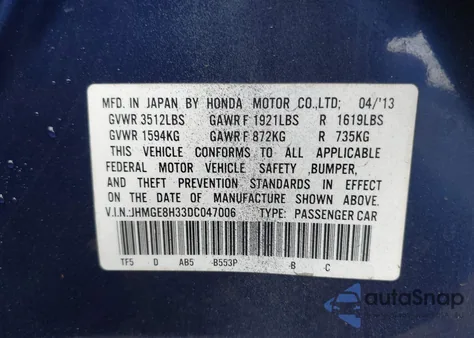 MFD. IN JAPAN BY HONDA MOTOR CO.,LTD; 04/'13
GVWR 3512LBS GAWR F 1921LBS R 1619LBS
GVWR 1594KG GAWR F 872KG R 735KG
THIS VEHICLE CONFORMS TO ALL APPLICABLE
FEDERAL MOTOR VEHICLE SAFETY ,BUMPER,
AND THEFT PREVENTION STANDARDS IN EFFECT
ON THE DATE OF MANUFACTURE SHOWN ABOVE.
V.I.N.:JHMGE8H33DC047006 TYPE: PASSENGER CAR
TF5 D AB5 B553P -B -C
autoSnap